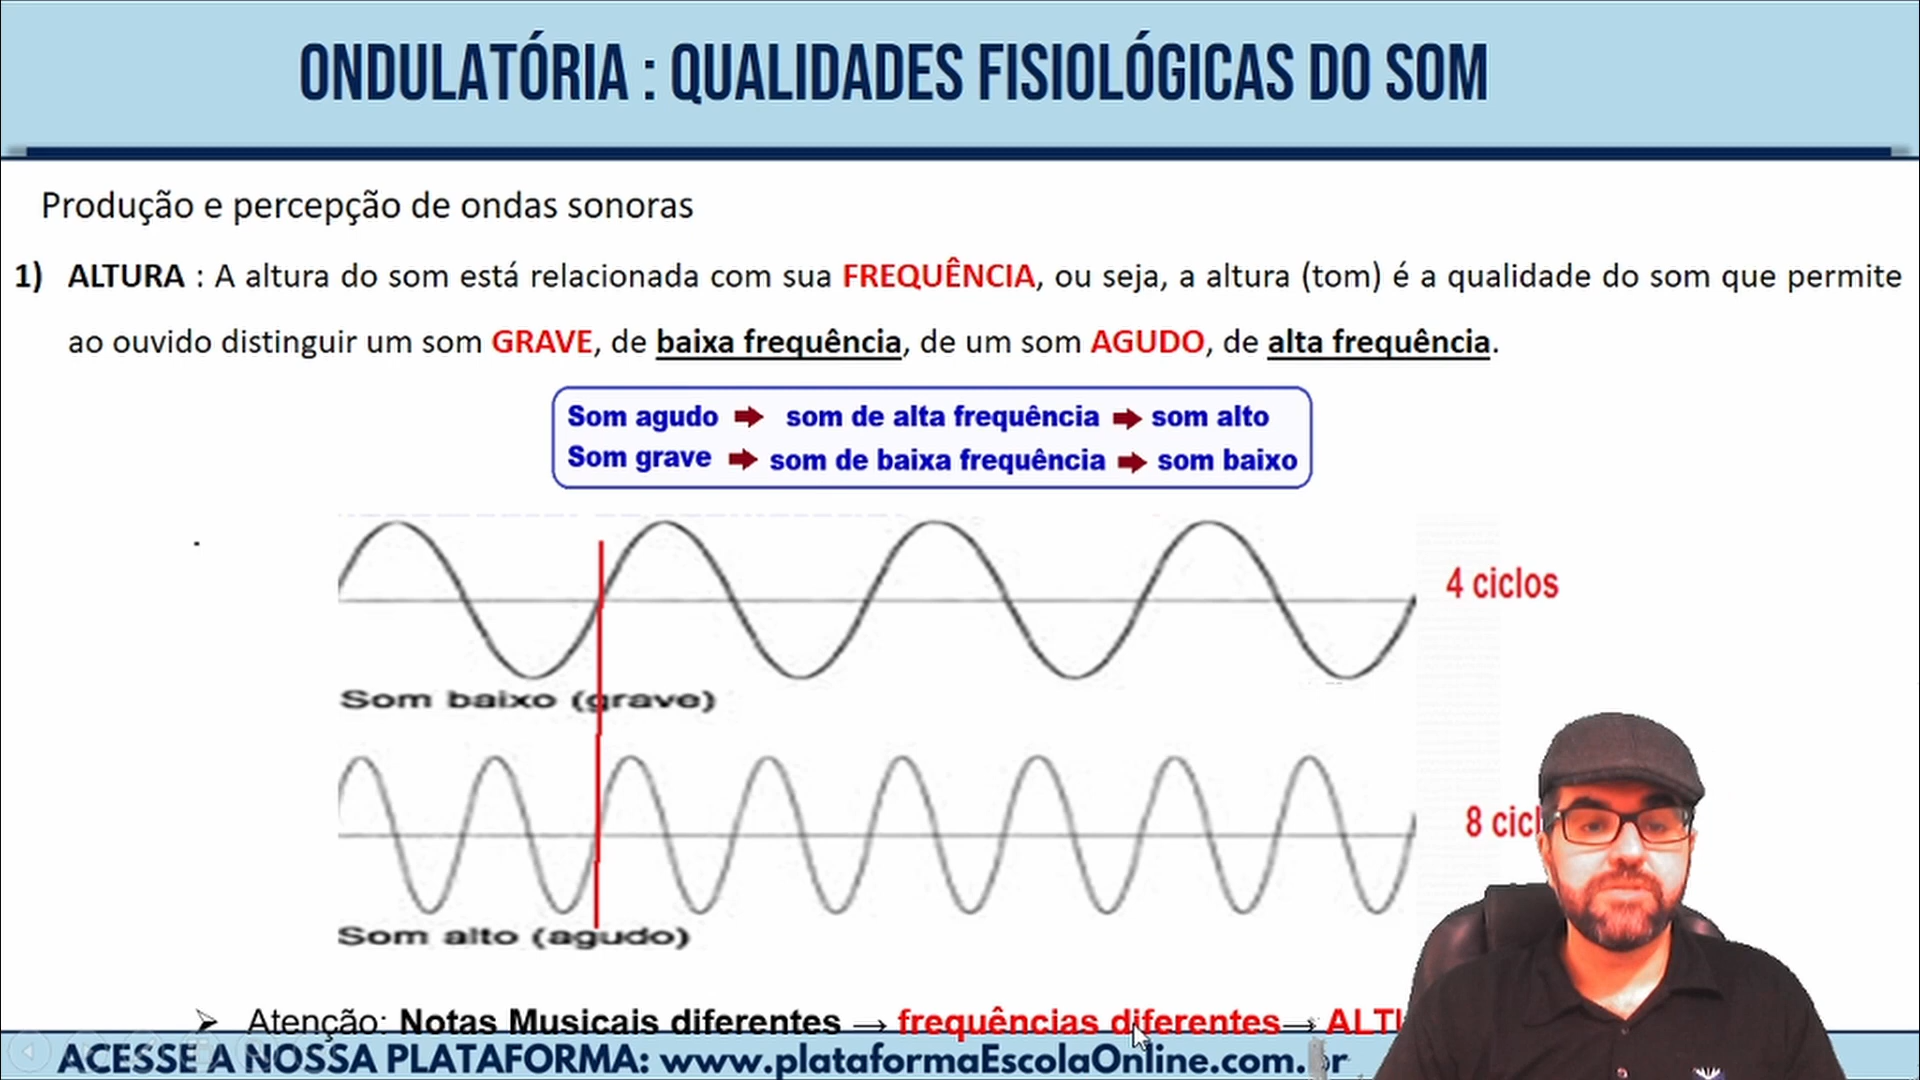 ONDULATÓRIA : QUALIDADES FISIOLÓGICAS DO SOM
Produção e percepção de ondas sonoras
1) ALTURA : A altura do som está relacionada com sua FREQUÊNCIA, ou seja, a altura (tom) é a qualidade do som que permite
ao ouvido distinguir um som GRAVE, de baixa frequência, de um som AGUDO, de alta frequência.
Som agudo ➡ som de alta frequência ➡ som alto
Som grave ➡ som de baixa frequência ➡ som baixo
4 ciclos
Som baixo (grave)
8 cicl
Som alto (agudo)
➢ Atenção: Notas Musicais diferentes → frequências diferentes→ ALTU
ACESSE A NOSSA PLATAFORMA: www.plataformaEscolaOnline.com.br